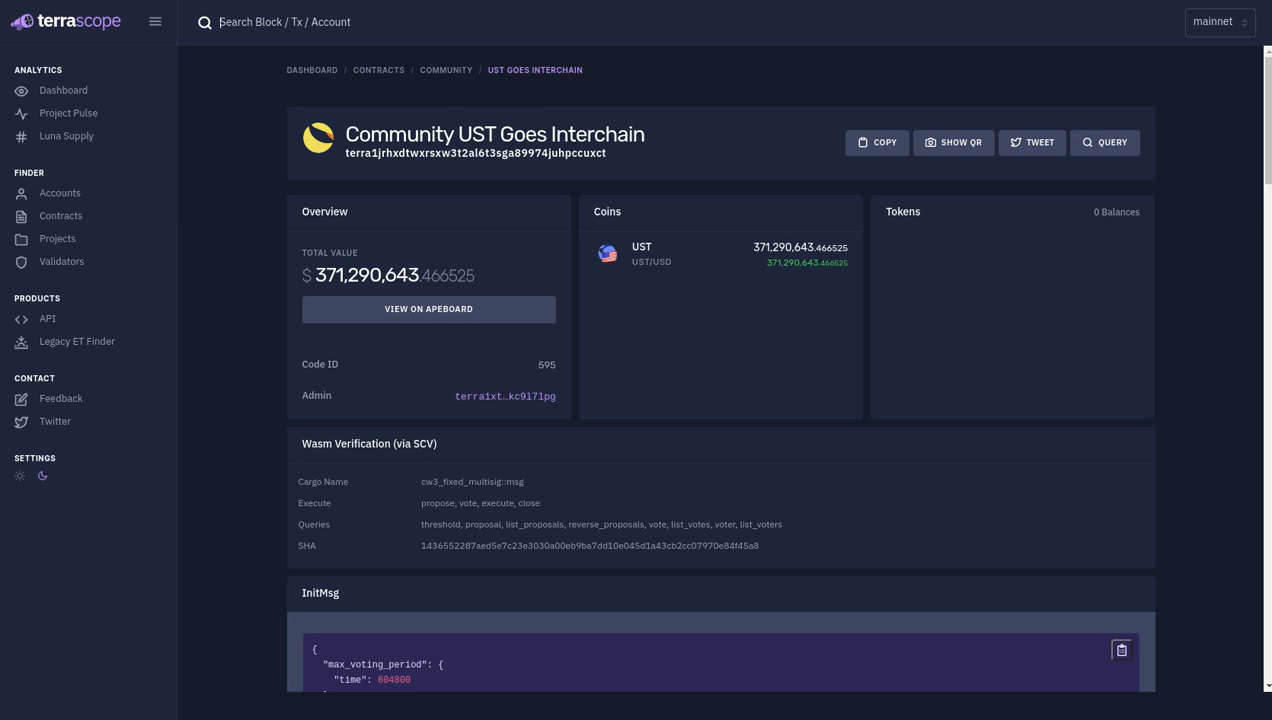 terrascope
Search Block / Tx / Account
mainnet
ANALYTICS
Dashboard
Project Pulse
Luna Supply
FINDER
Accounts
Contracts
Projects
Validators
PRODUCTS
API
Legacy ET Finder
CONTACT
Feedback
Twitter
SETTINGS
DASHBOARD / CONTRACTS / COMMUNITY / UST GOES INTERCHAIN
Community UST Goes Interchain
terra1jrhxdtwxrsxw3t2al6t3sga89974juhpccuxct
COPY
SHOW QR
TWEET
QUERY
Overview
TOTAL VALUE
$ 371,290,643.466525
VIEW ON APEBOARD
Code ID 595
Admin terra1xt…kc9l7lpg
Coins
UST 371,290,643.466525
UST/USD 371,290,643.466525
Tokens 0 Balances
Wasm Verification (via SCV)
Cargo Name cw3_fixed_multisig::msg
Execute propose, vote, execute, close
Queries threshold, proposal, list_proposals, reverse_proposals, vote, list_votes, voter, list_voters
SHA 1436552287aed5e7c23e3030a00eb9ba7dd10e045d1a43cb2cc07970e84f45a8
InitMsg
{
"max_voting_period": {
"time": 604800